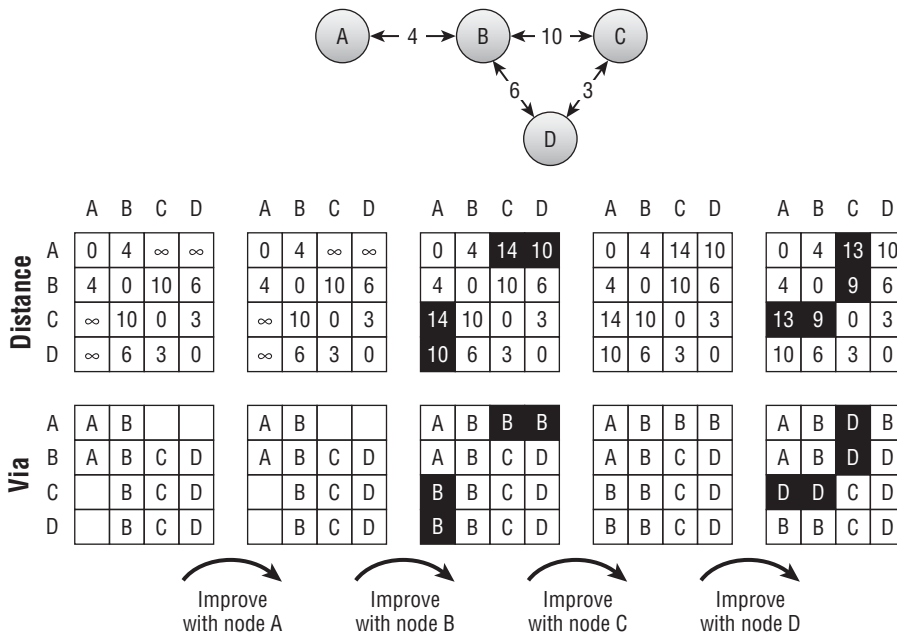 A 4 B 10 C
6 3
D
A B C D A B C D A B C D A B C D A B C D
Distance
A 0 4 ∞ ∞ 0 4 ∞ ∞ 0 4 14 10 0 4 14 10 0 4 13 10
B 4 0 10 6 4 0 10 6 4 0 10 6 4 0 10 6 4 0 9 6
C ∞ 10 0 3 ∞ 10 0 3 14 10 0 3 14 10 0 3 13 9 0 3
D ∞ 6 3 0 ∞ 6 3 0 10 6 3 0 10 6 3 0 10 6 3 0
Via
A A B A B A B B B A B B B A B D B
B A B C D A B C D A B C D A B C D A B D D
C B C D B C D B B C D B B C D D D C D
D B C D B C D B B C D B B C D B B C D
Improve Improve Improve Improve
with node A with node B with node C with node D